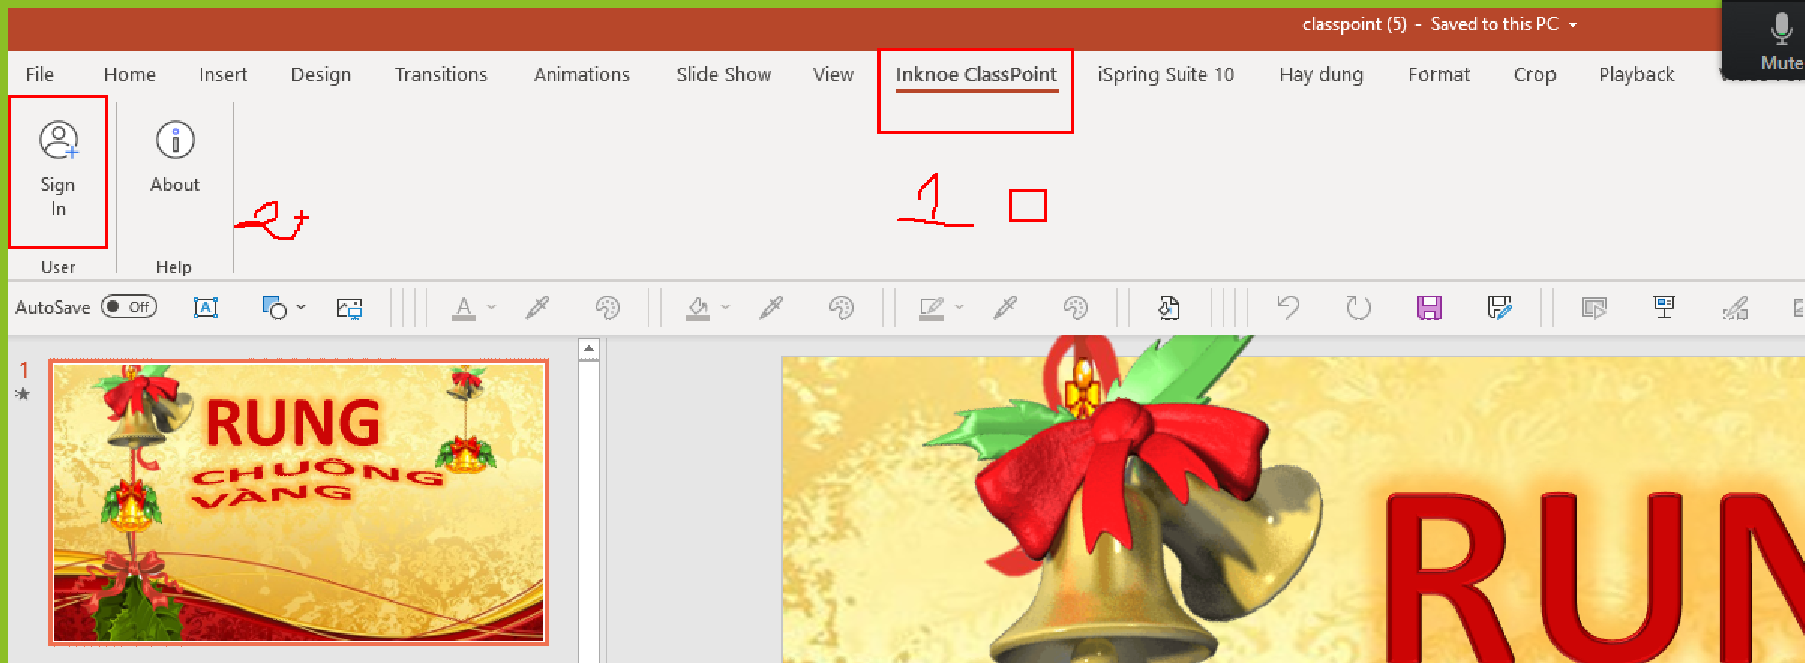 classpoint (5) - Saved to this PC
Mute
File Home Insert Design Transitions Animations Slide Show View Inknoe ClassPoint iSpring Suite 10 Hay dung Format Crop Playback
Sign In
About
User
Help
2
1
AutoSave Off
1
RUNG
CHUÔNG
VÀNG
RUN